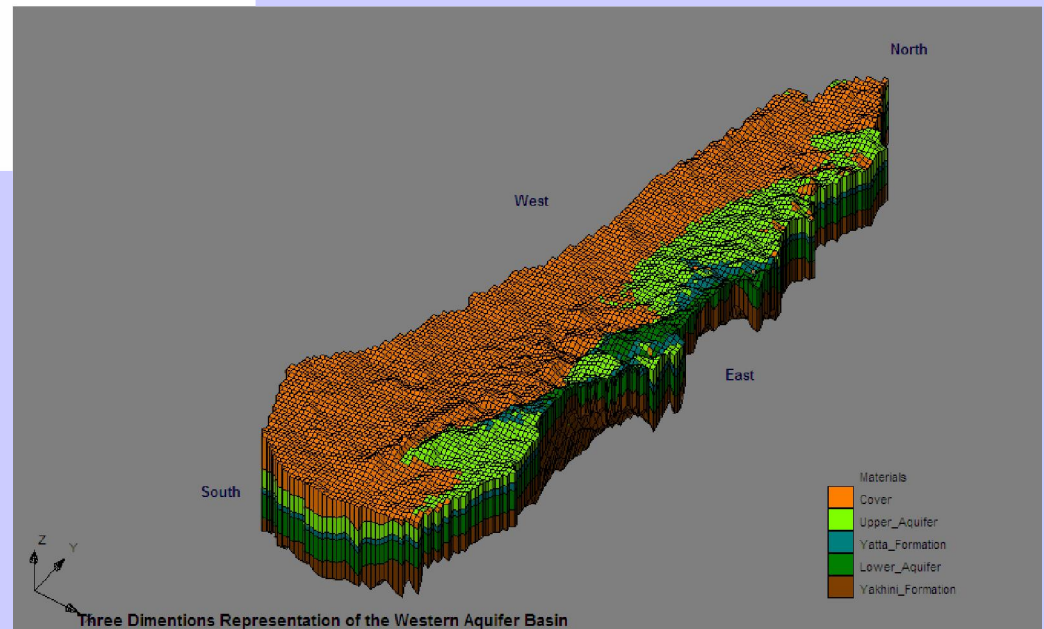 North
West
East
South
Materials
Cover
Upper_Aquifer
Yatta_Formation
Lower_Aquifer
Yakhini_Formation
Z
Y
Three Dimentions Representation of the Western Aquifer Basin